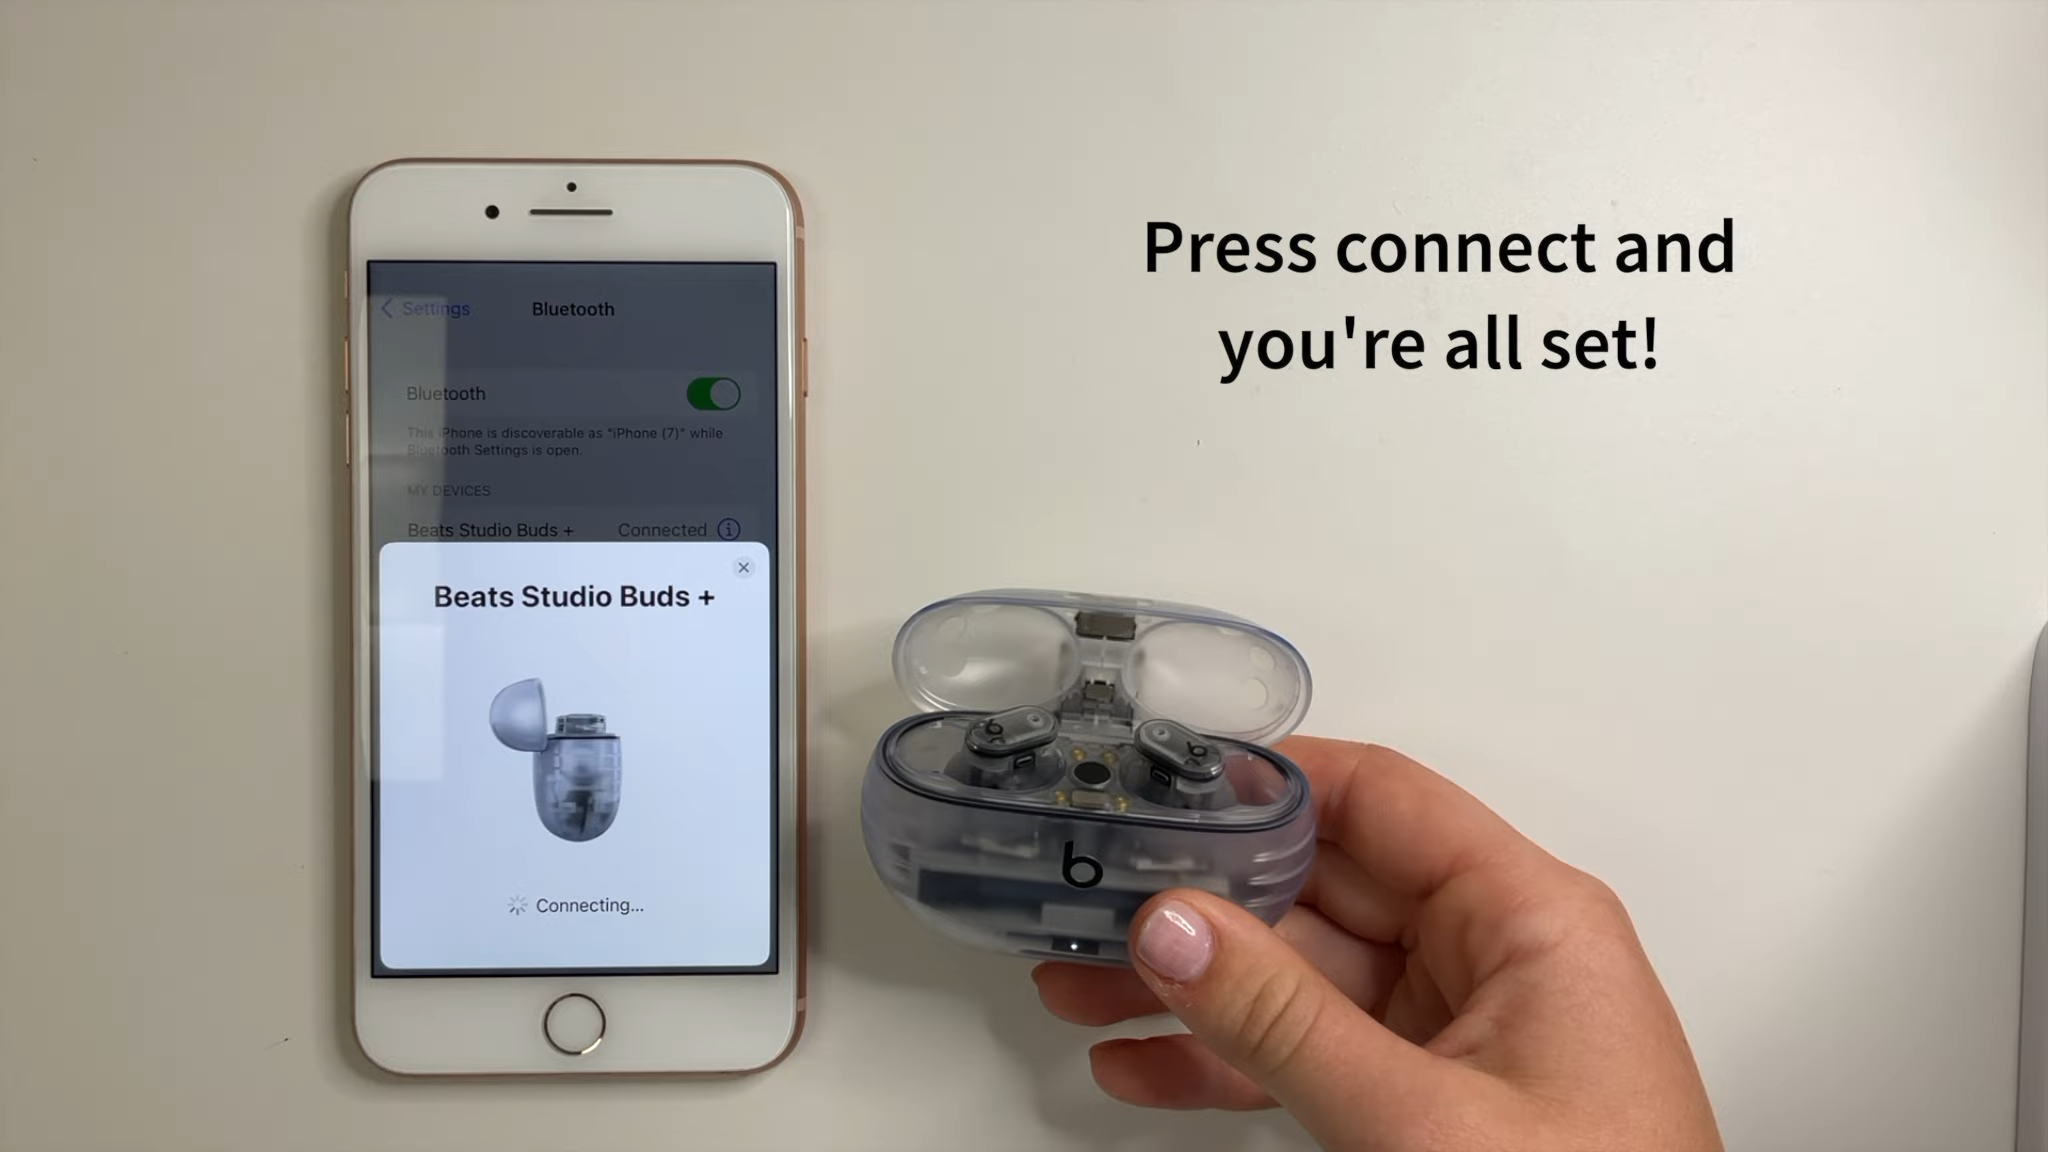 Press connect and
you're all set!
Settings
Bluetooth
Bluetooth
This iPhone is discoverable as "iPhone (7)" while
Bluetooth Settings is open.
MY DEVICES
Beats Studio Buds + Connected
Beats Studio Buds +
Connecting...
b